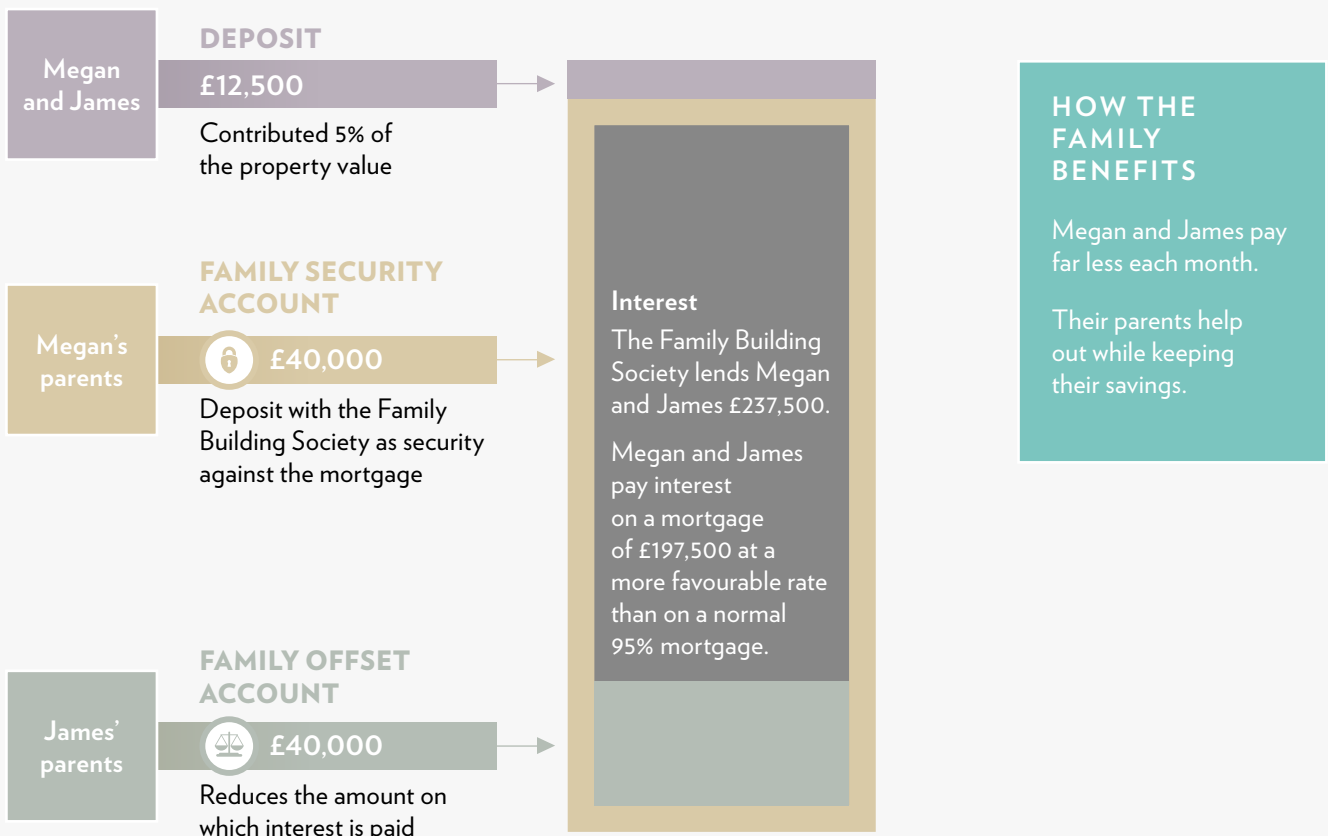 Megan
and James
DEPOSIT
£12,500
Contributed 5% of
the property value
Megan's
parents
FAMILY SECURITY
ACCOUNT
£40,000
Deposit with the Family
Building Society as security
against the mortgage
James'
parents
FAMILY OFFSET
ACCOUNT
£40,000
Reduces the amount on
which interest is paid
Interest
The Family Building
Society lends Megan
and James £237,500.
Megan and James
pay interest
on a mortgage
of £197,500 at a
more favourable rate
than on a normal
95% mortgage.
HOW THE
FAMILY
BENEFITS
Megan and James pay
far less each month.
Their parents help
out while keeping
their savings.